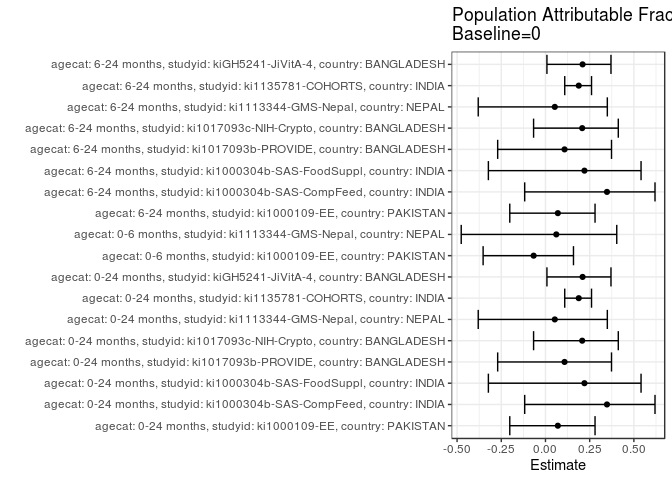 Population Attributable Frac
Baseline=0
agecat: 6-24 months, studyid: kiGH5241-JiVitA-4, country: BANGLADESH
agecat: 6-24 months, studyid: ki1135781-COHORTS, country: INDIA
agecat: 6-24 months, studyid: ki1113344-GMS-Nepal, country: NEPAL
agecat: 6-24 months, studyid: ki1017093c-NIH-Crypto, country: BANGLADESH
agecat: 6-24 months, studyid: ki1017093b-PROVIDE, country: BANGLADESH
agecat: 6-24 months, studyid: ki1000304b-SAS-FoodSuppl, country: INDIA
agecat: 6-24 months, studyid: ki1000304b-SAS-CompFeed, country: INDIA
agecat: 6-24 months, studyid: ki1000109-EE, country: PAKISTAN
agecat: 0-6 months, studyid: ki1113344-GMS-Nepal, country: NEPAL
agecat: 0-6 months, studyid: ki1000109-EE, country: PAKISTAN
agecat: 0-24 months, studyid: kiGH5241-JiVitA-4, country: BANGLADESH
agecat: 0-24 months, studyid: ki1135781-COHORTS, country: INDIA
agecat: 0-24 months, studyid: ki1113344-GMS-Nepal, country: NEPAL
agecat: 0-24 months, studyid: ki1017093c-NIH-Crypto, country: BANGLADESH
agecat: 0-24 months, studyid: ki1017093b-PROVIDE, country: BANGLADESH
agecat: 0-24 months, studyid: ki1000304b-SAS-FoodSuppl, country: INDIA
agecat: 0-24 months, studyid: ki1000304b-SAS-CompFeed, country: INDIA
agecat: 0-24 months, studyid: ki1000109-EE, country: PAKISTAN
-0.50 -0.25 0.00 0.25 0.50
Estimate